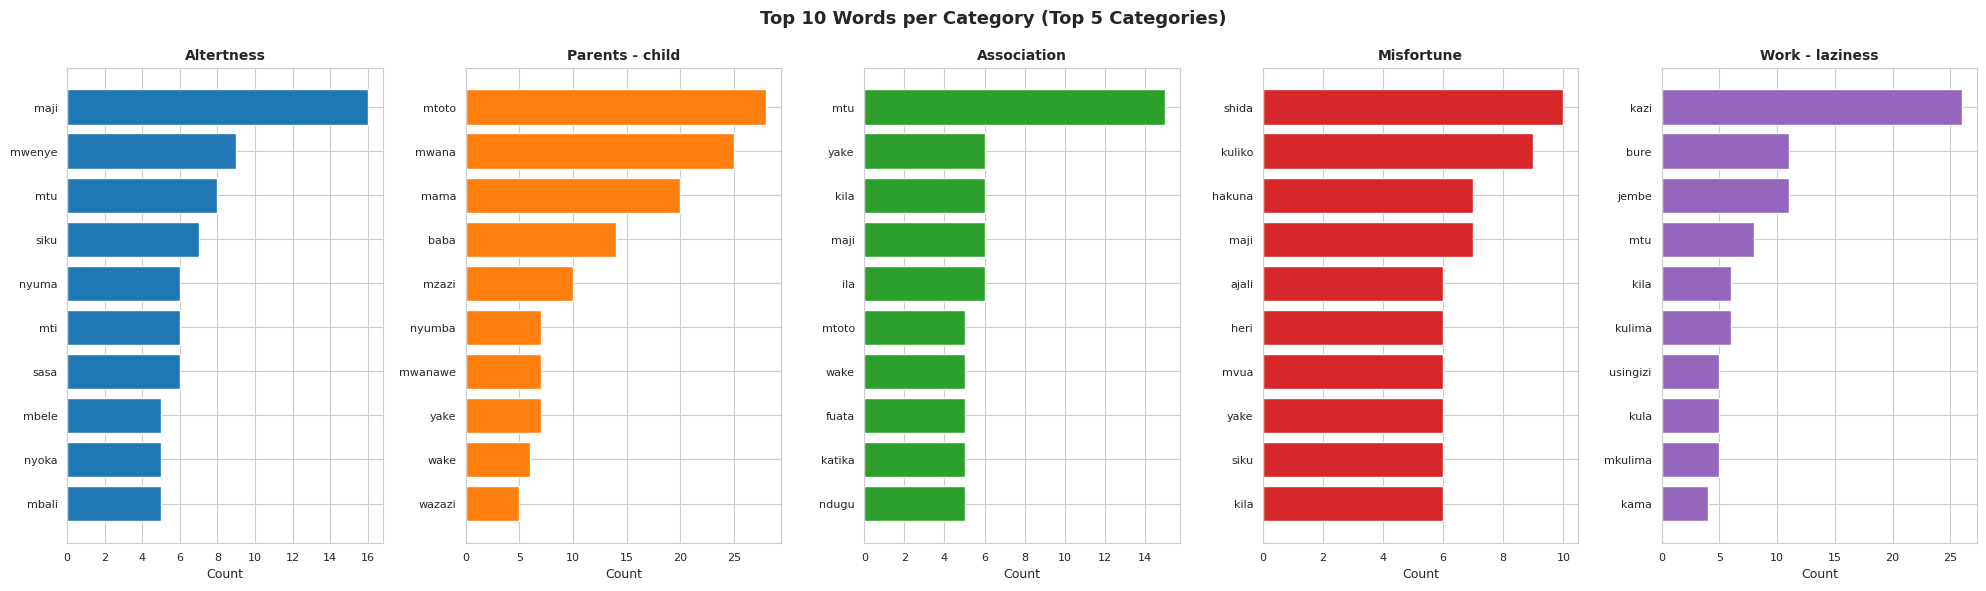 Top 10 Words per Category (Top 5 Categories)
Altertness
maji
mwenye
mtu
siku
nyuma
mti
sasa
mbele
nyoka
mbali
0 2 4 6 8 10 12 14 16
Count
Parents - child
mtoto
mwana
mama
baba
mzazi
nyumba
mwanawe
yake
wake
wazazi
0 5 10 15 20 25
Count
Association
mtu
yake
kila
maji
ila
mtoto
wake
fuata
katika
ndugu
0 2 4 6 8 10 12 14
Count
Misfortune
shida
kuliko
hakuna
maji
ajali
heri
mvua
yake
siku
kila
0 2 4 6 8 10
Count
Work - laziness
kazi
bure
jembe
mtu
kila
kulima
usingizi
kula
mkulima
kama
0 5 10 15 20 25
Count